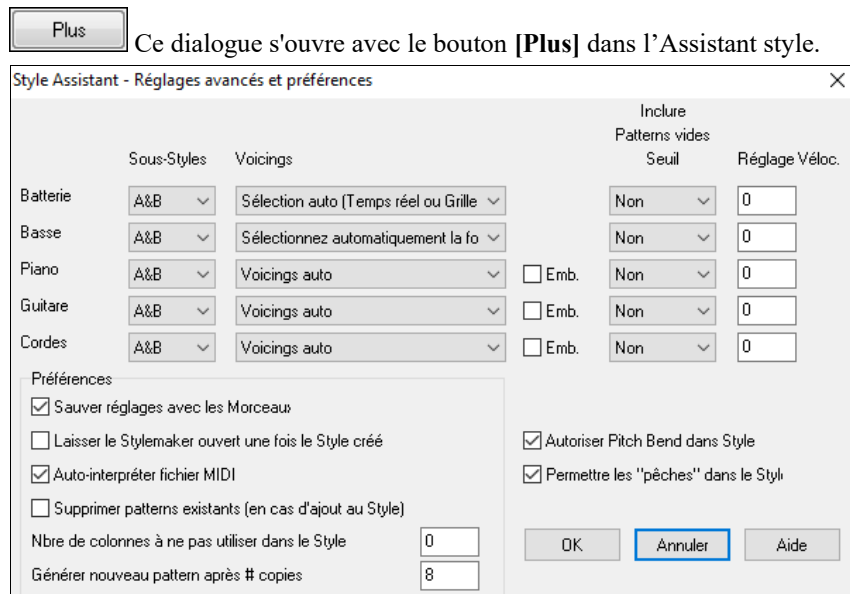 Plus
Ce dialogue s'ouvre avec le bouton [Plus] dans l’Assistant style.
Style Assistant - Réglages avancés et préférences
Inclure
Patterns vides
Sous-Styles Voicings Seuil Réglage Véloc.
Batterie A&B Sélection auto (Temps réel ou Grille Non 0
Basse A&B Sélectionnez automatiquement la fo Non 0
Piano A&B Voicings auto Emb. Non 0
Guitare A&B Voicings auto Emb. Non 0
Cordes A&B Voicings auto Emb. Non 0
Préférences
Sauver réglages avec les Morceaux
Laisser le Stylemaker ouvert une fois le Style créé Autoriser Pitch Bend dans Style
Auto-interpréter fichier MIDI Permettre les "pêches" dans le Style
Supprimer patterns existants (en cas d'ajout au Style)
Nbre de colonnes à ne pas utiliser dans le Style 0 OK Annuler Aide
Générer nouveau pattern après # copies 8